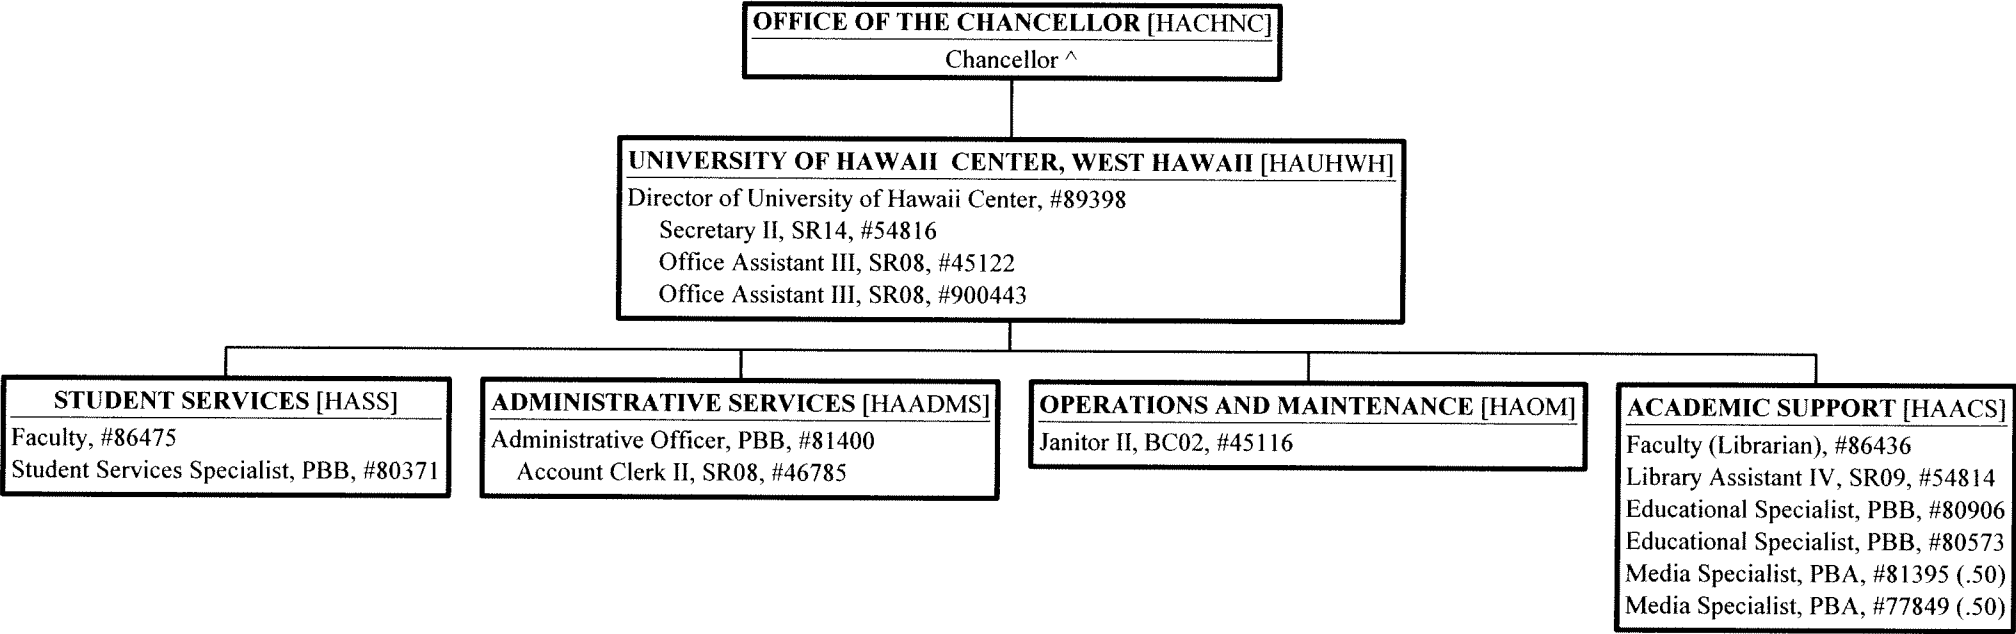 OFFICE OF THE CHANCELLOR [HACHNC]
Chancellor ^
UNIVERSITY OF HAWAII CENTER, WEST HAWAII [HAUHWH]
Director of University of Hawaii Center, #89398
Secretary II, SR14, #54816
Office Assistant III, SR08, #45122
Office Assistant III, SR08, #900443
STUDENT SERVICES [HASS]
Faculty, #86475
Student Services Specialist, PBB, #80371
ADMINISTRATIVE SERVICES [HAADMS]
Administrative Officer, PBB, #81400
Account Clerk II, SR08, #46785
OPERATIONS AND MAINTENANCE [HAOM]
Janitor II, BC02, #45116
ACADEMIC SUPPORT [HAACS]
Faculty (Librarian), #86436
Library Assistant IV, SR09, #54814
Educational Specialist, PBB, #80906
Educational Specialist, PBB, #80573
Media Specialist, PBA, #81395 (.50)
Media Specialist, PBA, #77849 (.50)